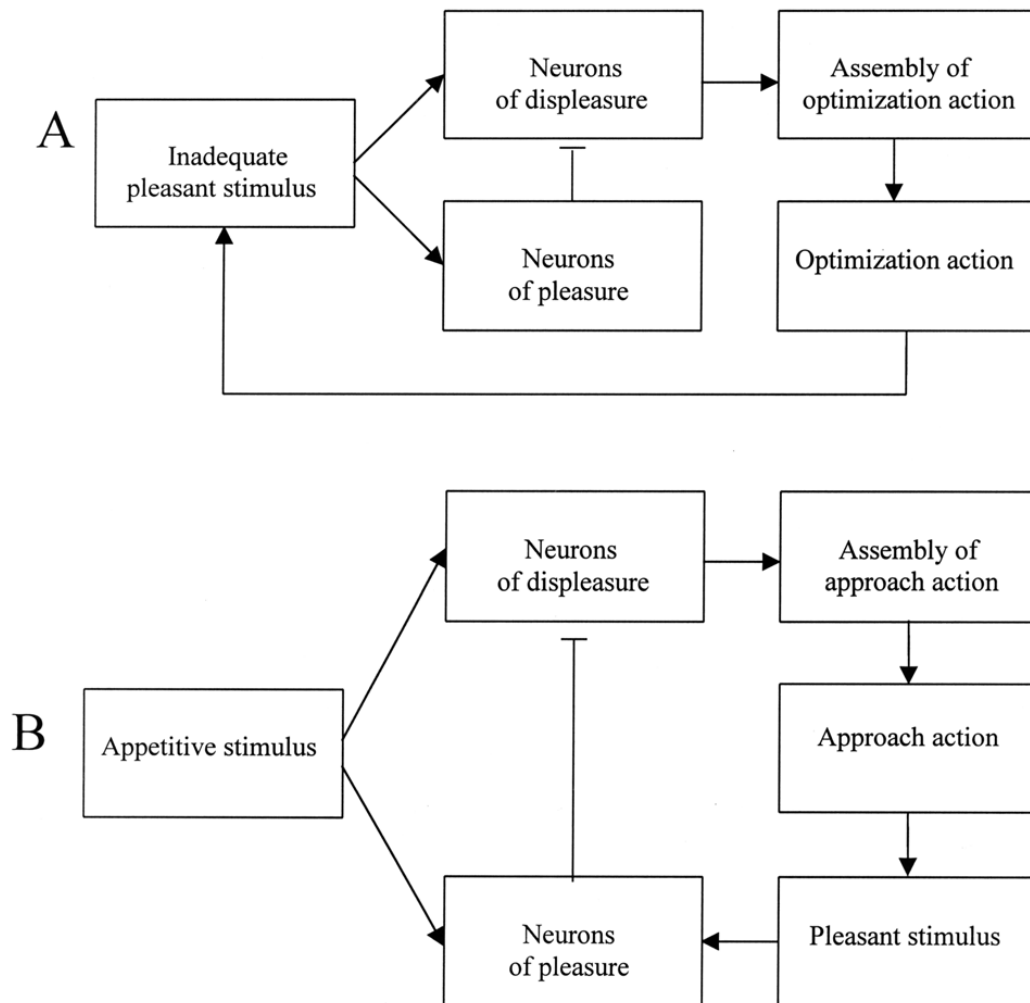 A
Inadequate
pleasant stimulus
Neurons
of displeasure
Assembly of
optimization action
Neurons
of pleasure
Optimization action
B
Appetitive stimulus
Neurons
of displeasure
Assembly of
approach action
Approach action
Neurons
of pleasure
Pleasant stimulus